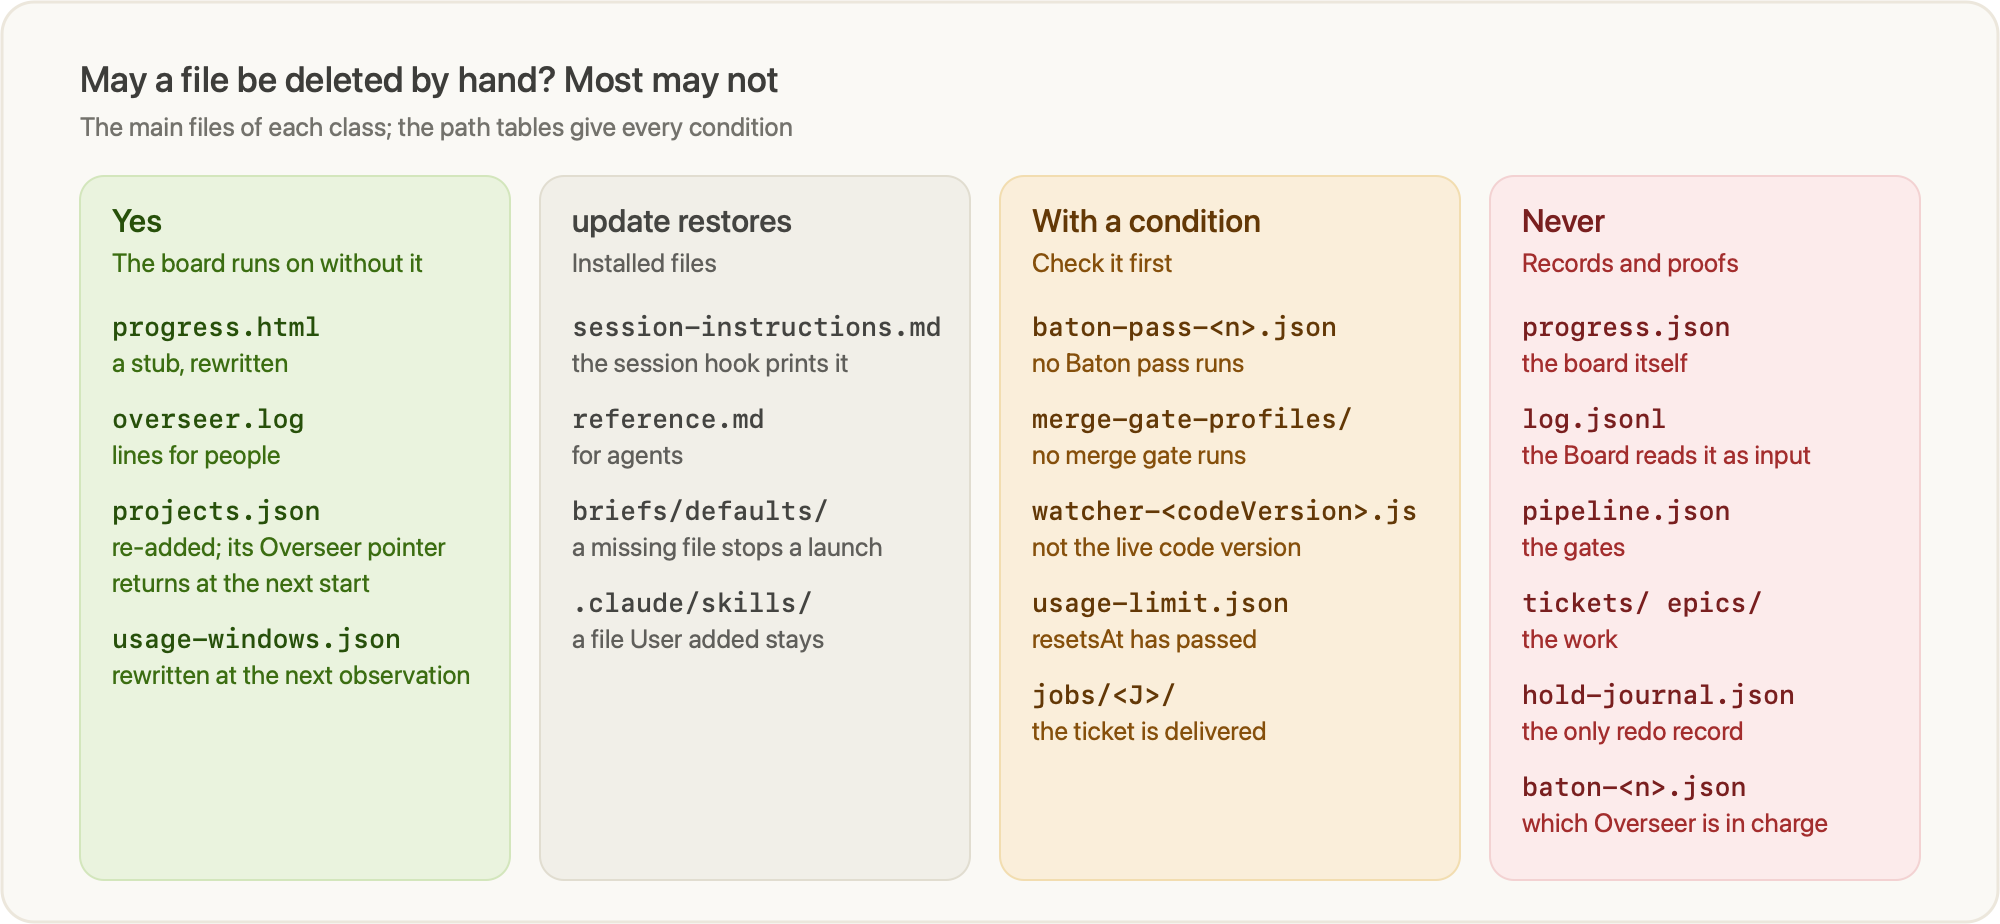 May a file be deleted by hand? Most may not
The main files of each class; the path tables give every condition
Yes
The board runs on without it
progress.html
a stub, rewritten
overseer.log
lines for people
projects.json
re-added; its Overseer pointer
returns at the next start
usage-windows.json
rewritten at the next observation
update restores
Installed files
session-instructions.md
the session hook prints it
reference.md
for agents
briefs/defaults/
a missing file stops a launch
.claude/skills/
a file User added stays
With a condition
Check it first
baton-pass-<n>.json
no Baton pass runs
merge-gate-profiles/
no merge gate runs
watcher-<codeVersion>.js
not the live code version
usage-limit.json
resetsAt has passed
jobs/<J>/
the ticket is delivered
Never
Records and proofs
progress.json
the board itself
log.jsonl
the Board reads it as input
pipeline.json
the gates
tickets/ epics/
the work
hold-journal.json
the only redo record
baton-<n>.json
which Overseer is in charge